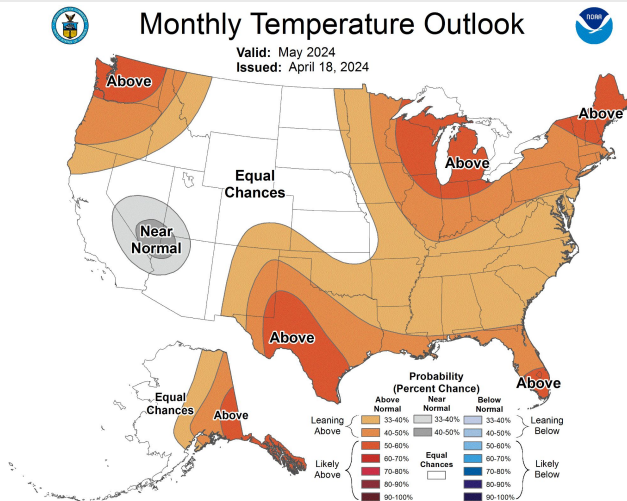 Monthly Temperature Outlook
NOAA
Valid: May 2024
Issued: April 18, 2024
Above
Above
Above
Equal
Chances
Near
Normal
Above
Above
Equal
Chances
Above
Probability
(Percent Chance)
Above
Normal
Near
Normal
Below
Normal
Leaning
Above
33-40%
40-50%
33-40%
40-50%
33-40%
40-50%
Leaning
Below
Likely
Above
50-60%
60-70%
70-80%
80-90%
90-100%
Equal
Chances
50-60%
60-70%
70-80%
80-90%
90-100%
Likely
Below